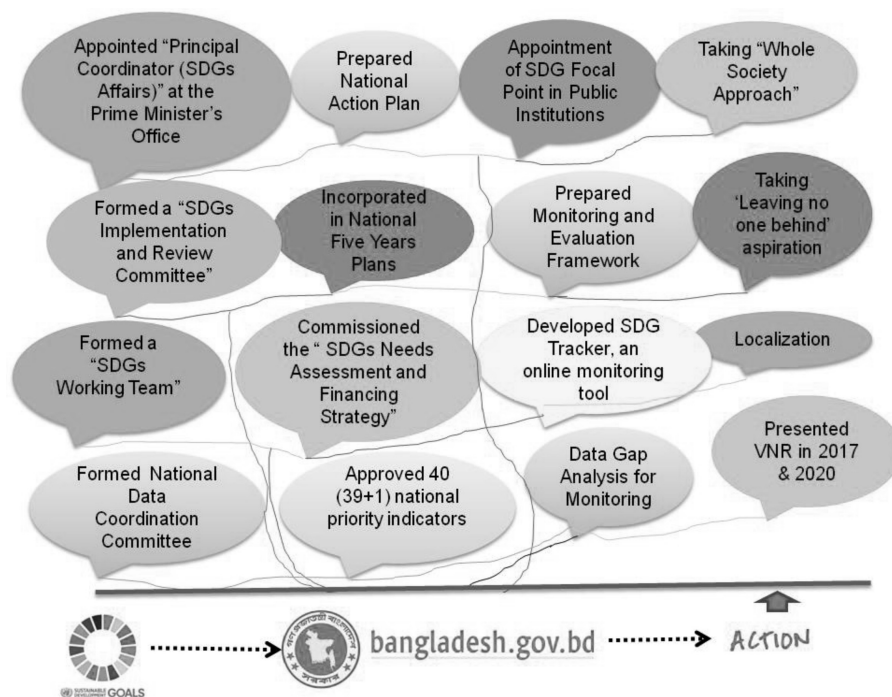 Appointed “Principal
Coordinator (SDGs
Affairs)” at the
Prime Minister’s
Office
Prepared
National
Action Plan
Appointment
of SDG Focal
Point in Public
Institutions
Taking “Whole
Society
Approach”
Formed a “SDGs
Implementation
and Review
Committee”
Incorporated
in National
Five Years
Plans
Prepared
Monitoring and
Evaluation
Framework
Taking
‘Leaving no
one behind’
aspiration
Formed a
“SDGs
Working Team”
Commissioned
the “ SDGs Needs
Assessment and
Financing
Strategy”
Developed SDG
Tracker, an
online monitoring
tool
Localization
Formed National
Data
Coordination
Committee
Approved 40
(39+1) national
priority indicators
Data Gap
Analysis for
Monitoring
Presented
VNR in 2017
& 2020
SUSTAINABLE
DEVELOPMENT GOALS
গণপ্রজাতন্ত্রী বাংলাদেশ
সরকার
bangladesh.gov.bd
ACTION